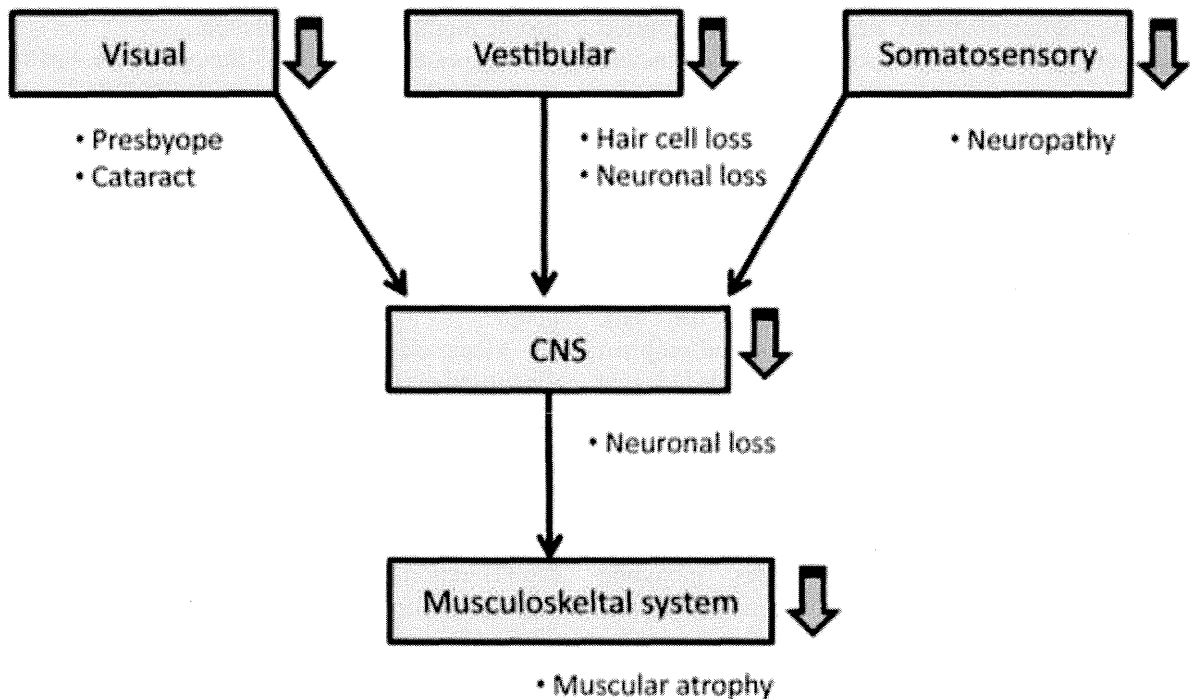 Visual
Vestibular
Somatosensory
• Presbyope
• Cataract
• Hair cell loss
• Neuronal loss
• Neuropathy
CNS
• Neuronal loss
Musculoskeltal system
• Muscular atrophy